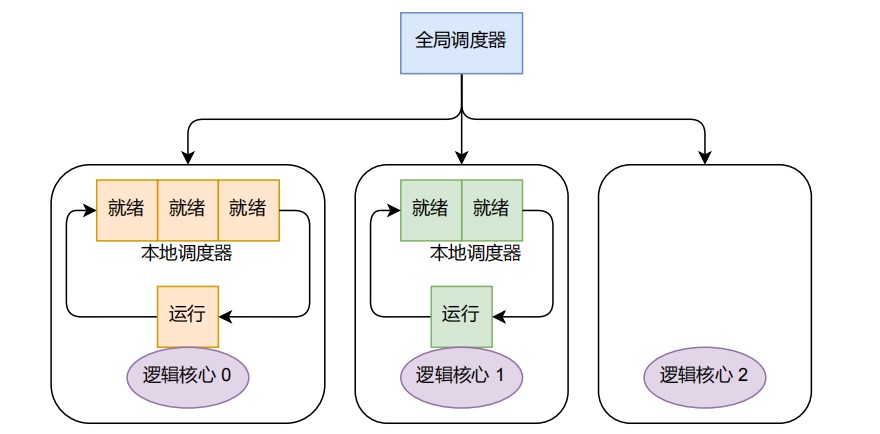 全局调度器
就绪 就绪 就绪
本地调度器
运行
逻辑核心 0
就绪 就绪
本地调度器
运行
逻辑核心 1
逻辑核心 2